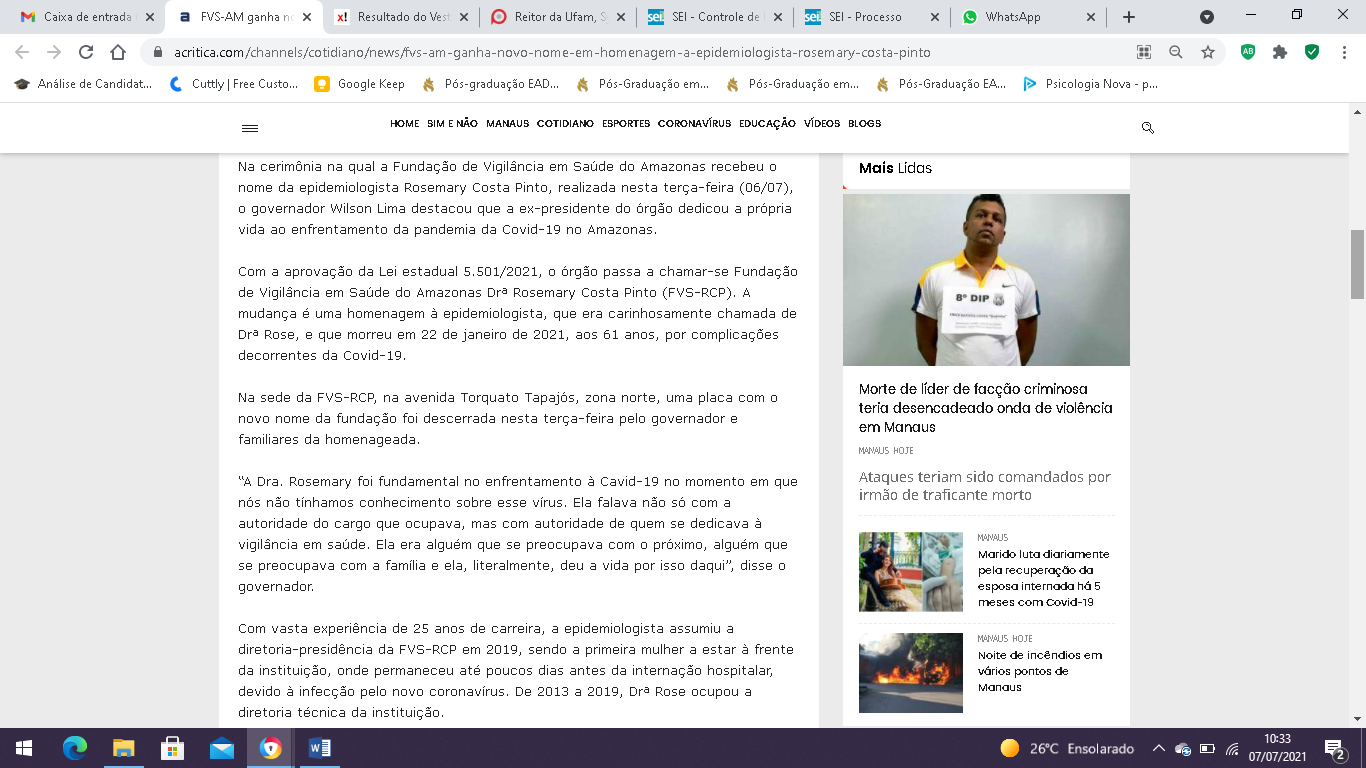 Caixa de entrada
FVS-AM ganha no
Resultado do Vest
Reitor da Ufam, S
SEI - Controle de
SEI - Processo
WhatsApp
acritica.com/channels/cotidiano/news/fvs-am-ganha-novo-nome-em-homenagem-a-epidemiologista-rosemary-costa-pinto
Análise de Candidat...
Cuttly | Free Custo...
Google Keep
Pós-graduação EAD...
Pós-Graduação em...
Pós-Graduação em...
Pós-Graduação EA...
Psicologia Nova - p...
HOME SIM E NÃO MANAUS COTIDIANO ESPORTES CORONAVÍRUS EDUCAÇÃO VÍDEOS BLOGS
Na cerimônia na qual a Fundação de Vigilância em Saúde do Amazonas recebeu o
nome da epidemiologista Rosemary Costa Pinto, realizada nesta terça-feira (06/07),
o governador Wilson Lima destacou que a ex-presidente do órgão dedicou a própria
vida ao enfrentamento da pandemia da Covid-19 no Amazonas.
Com a aprovação da Lei estadual 5.501/2021, o órgão passa a chamar-se Fundação
de Vigilância em Saúde do Amazonas Drª Rosemary Costa Pinto (FVS-RCP). A
mudança é uma homenagem à epidemiologista, que era carinhosamente chamada de
Drª Rose, e que morreu em 22 de janeiro de 2021, aos 61 anos, por complicações
decorrentes da Covid-19.
Na sede da FVS-RCP, na avenida Torquato Tapajós, zona norte, uma placa com o
novo nome da fundação foi descerrada nesta terça-feira pelo governador e
familiares da homenageada.
“A Dra. Rosemary foi fundamental no enfrentamento à Cavid-19 no momento em que
nós não tínhamos conhecimento sobre esse vírus. Ela falava não só com a
autoridade do cargo que ocupava, mas com autoridade de quem se dedicava à
vigilância em saúde. Ela era alguém que se preocupava com o próximo, alguém que
se preocupava com a família e ela, literalmente, deu a vida por isso daqui”, disse o
governador.
Com vasta experiência de 25 anos de carreira, a epidemiologista assumiu a
diretoria-presidência da FVS-RCP em 2019, sendo a primeira mulher a estar à frente
da instituição, onde permaneceu até poucos dias antes da internação hospitalar,
devido à infecção pelo novo coronavírus. De 2013 a 2019, Drª Rose ocupou a
diretoria técnica da instituição.
Mais Lidas
8º DIP
Morte de líder de facção criminosa
teria desencadeado onda de violência
em Manaus
MANAUS HOJE
Ataques teriam sido comandados por
irmão de traficante morto
MANAUS
Marido luta diariamente
pela recuperação da
esposa internada há 5
meses com Covid-19
MANAUS HOJE
Noite de incêndios em
vários pontos de
Manaus
26°C Ensolarado
10:33
07/07/2021
2